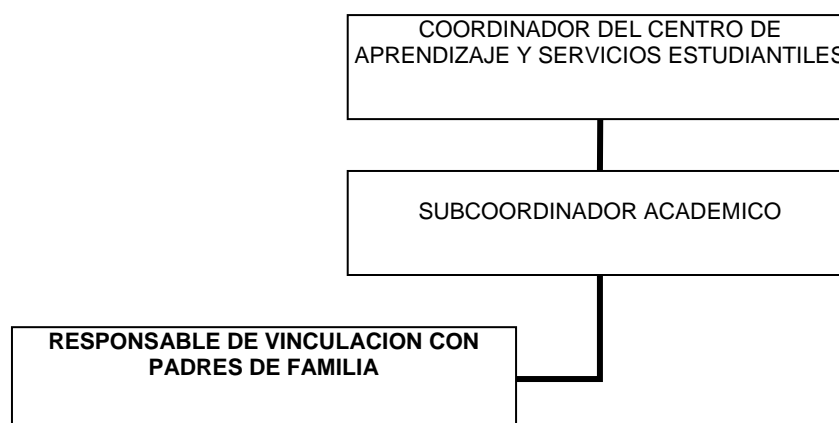 COORDINADOR DEL CENTRO DE
APRENDIZAJE Y SERVICIOS ESTUDIANTILES
SUBCOORDINADOR ACADEMICO
RESPONSABLE DE VINCULACION CON
PADRES DE FAMILIA